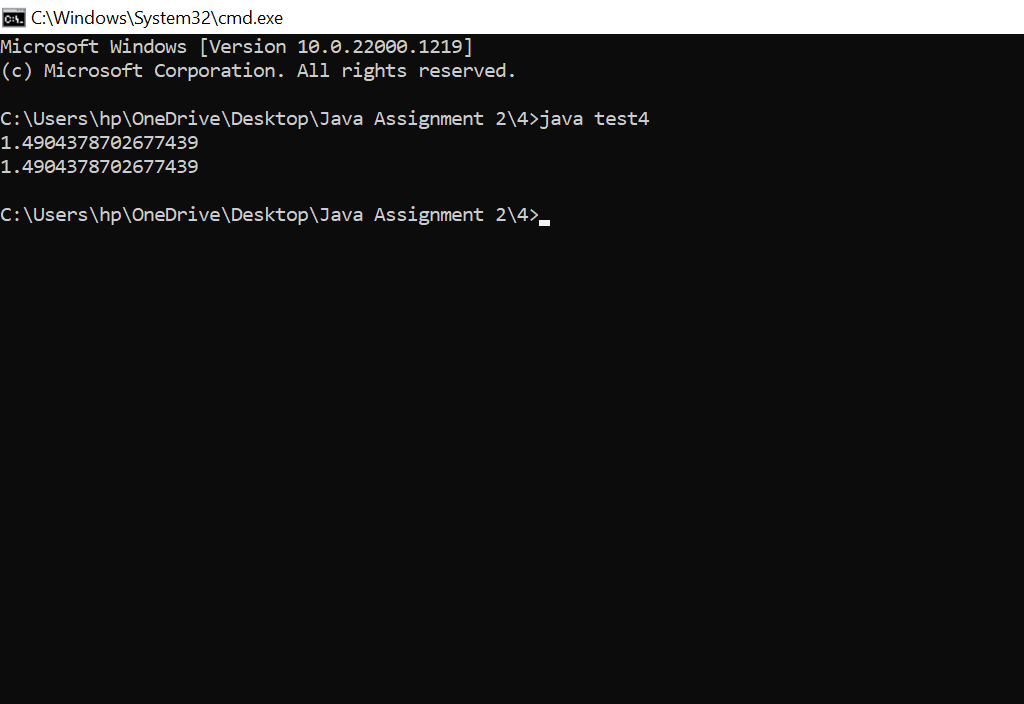 C:\Windows\System32\cmd.exe
Microsoft Windows [Version 10.0.22000.1219]
(c) Microsoft Corporation. All rights reserved.
C:\Users\hp\OneDrive\Desktop\Java Assignment 2\4>java test4
1.4904378702677439
1.4904378702677439
C:\Users\hp\OneDrive\Desktop\Java Assignment 2\4>